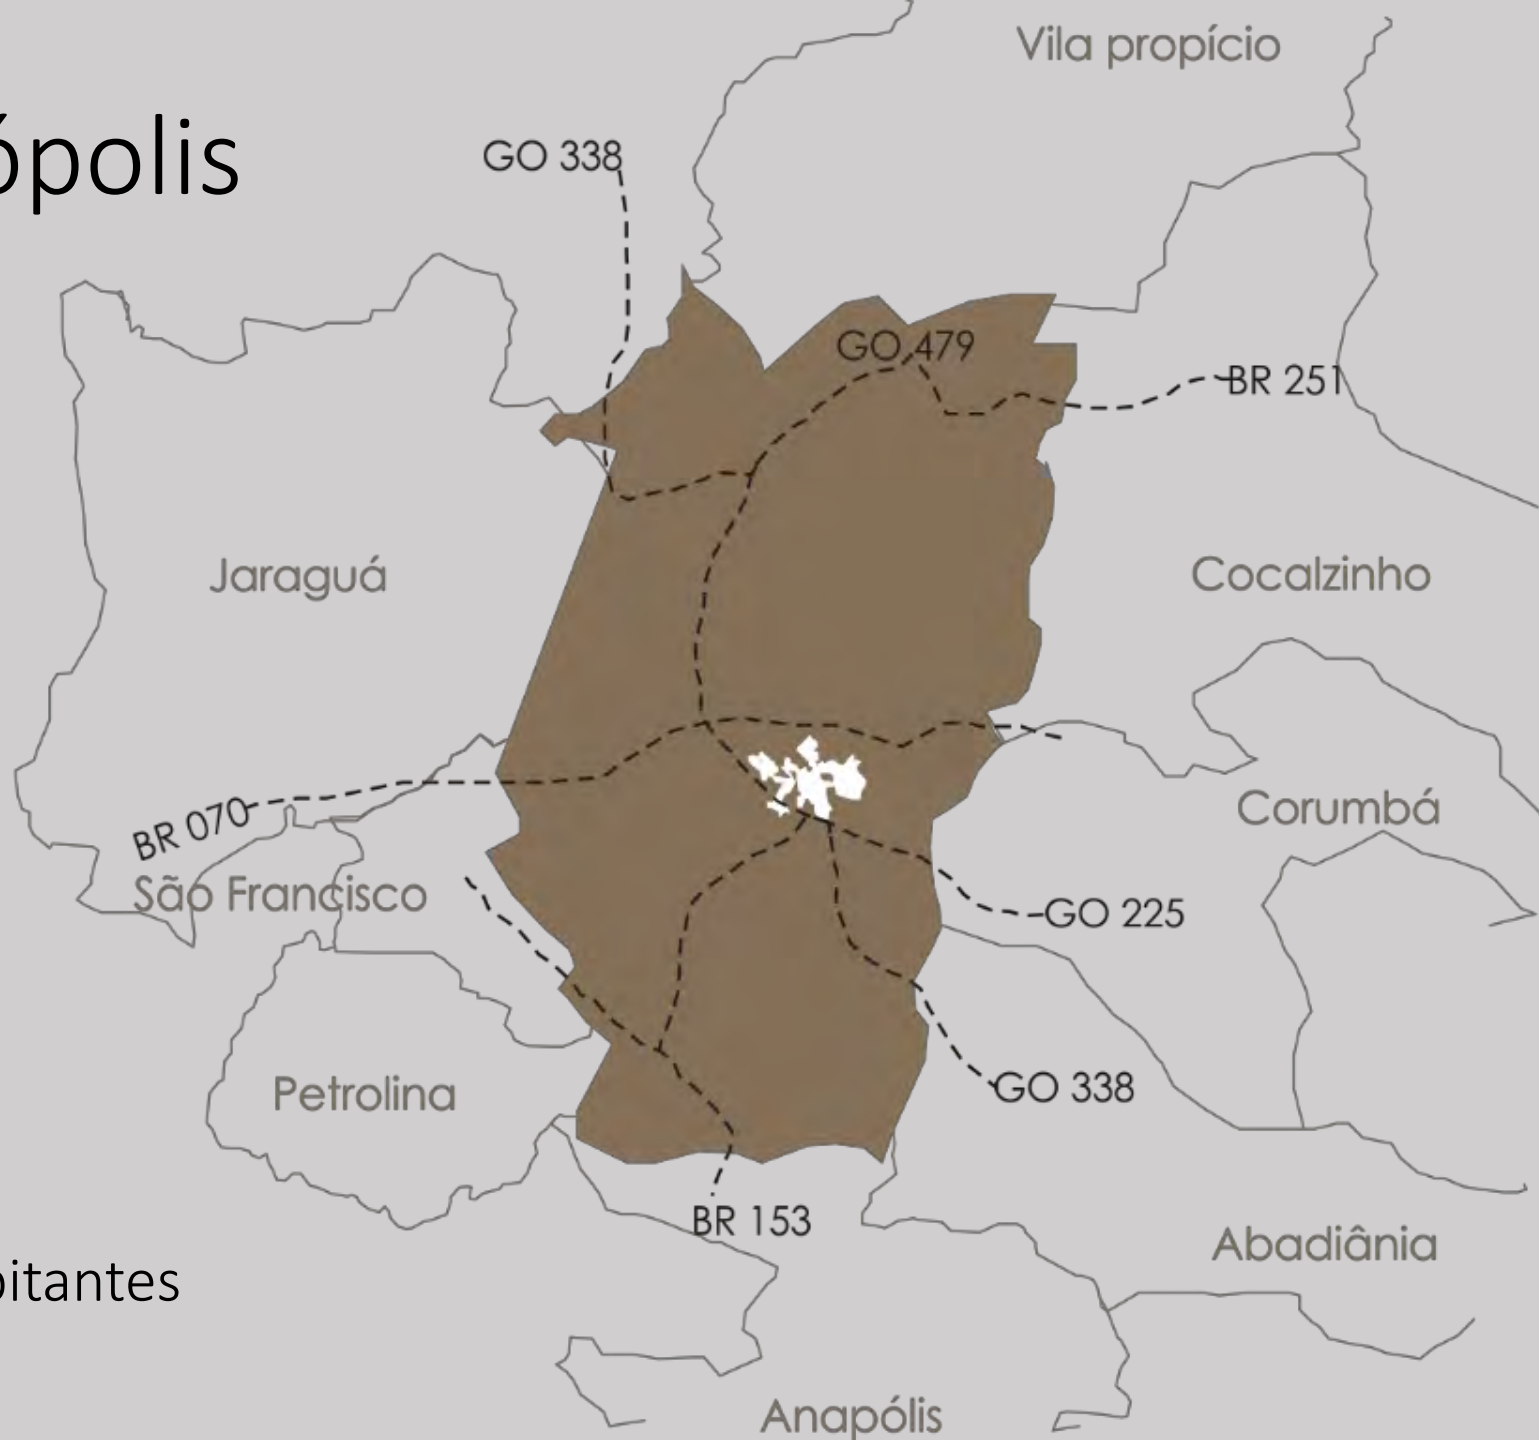 Vila propício
ópolis
GO 338
GO 479
BR 251
Jaraguá
Cocalzinho
BR 070
Corumbá
São Francisco
GO 225
Petrolina
GO 338
BR 153
Abadiânia
bitantes
Anapólis